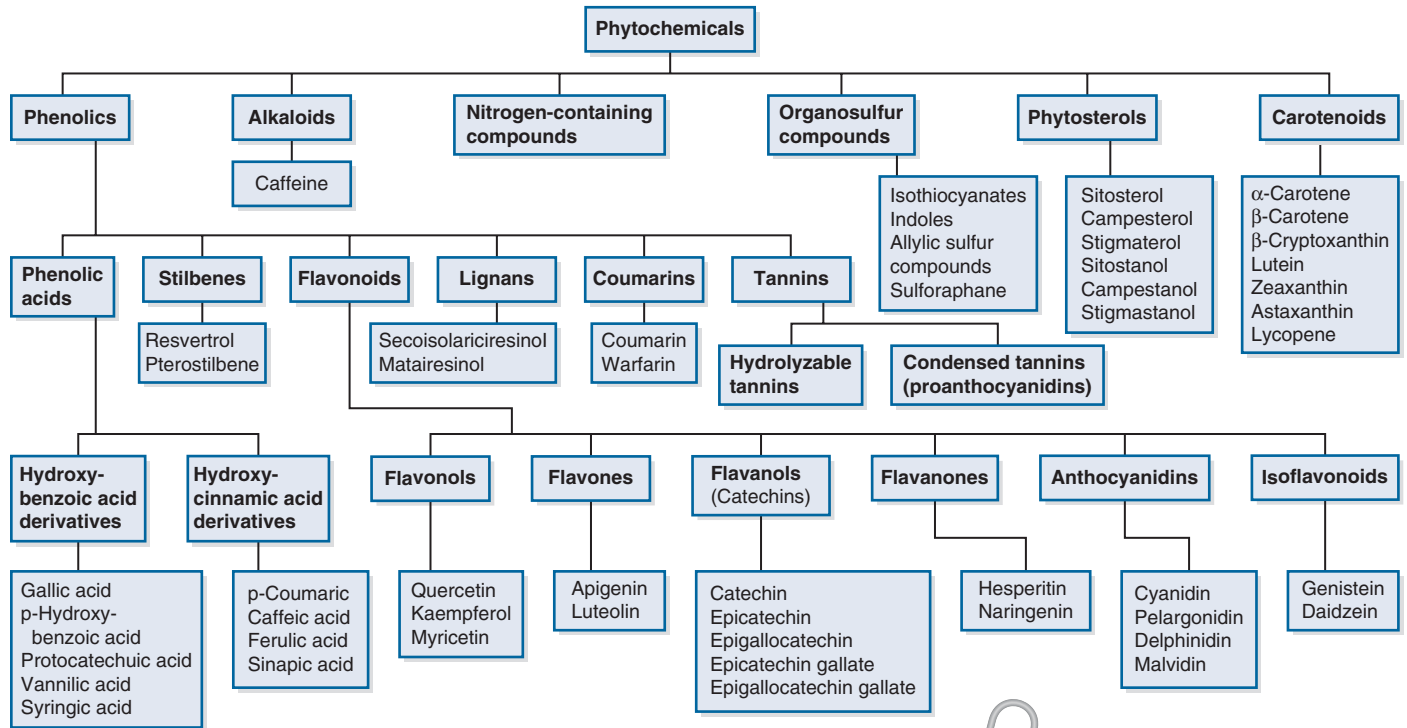 Phytochemicals
Phenolics
Alkaloids
Nitrogen-containing
compounds
Organosulfur
compounds
Phytosterols
Carotenoids
Caffeine
Isothiocyanates
Indoles
Allylic sulfur
compounds
Sulforaphane
Sitosterol
Campesterol
Stigmaterol
Sitostanol
Campestanol
Stigmastanol
α-Carotene
β-Carotene
β-Cryptoxanthin
Lutein
Zeaxanthin
Astaxanthin
Lycopene
Phenolic
acids
Stilbenes
Flavonoids
Lignans
Coumarins
Tannins
Resvertrol
Pterostilbene
Secoisolariciresinol
Matairesinol
Coumarin
Warfarin
Hydrolyzable
tannins
Condensed tannins
(proanthocyanidins)
Hydroxy-
benzoic acid
derivatives
Hydroxy-
cinnamic acid
derivatives
Flavonols
Flavones
Flavanols
(Catechins)
Flavanones
Anthocyanidins
Isoflavonoids
Gallic acid
p-Hydroxy-
benzoic acid
Protocatechuic acid
Vannilic acid
Syringic acid
p-Coumaric
Caffeic acid
Ferulic acid
Sinapic acid
Quercetin
Kaempferol
Myricetin
Apigenin
Luteolin
Catechin
Epicatechin
Epigallocatechin
Epicatechin gallate
Epigallocatechin gallate
Hesperitin
Naringenin
Cyanidin
Pelargonidin
Delphinidin
Malvidin
Genistein
Daidzein